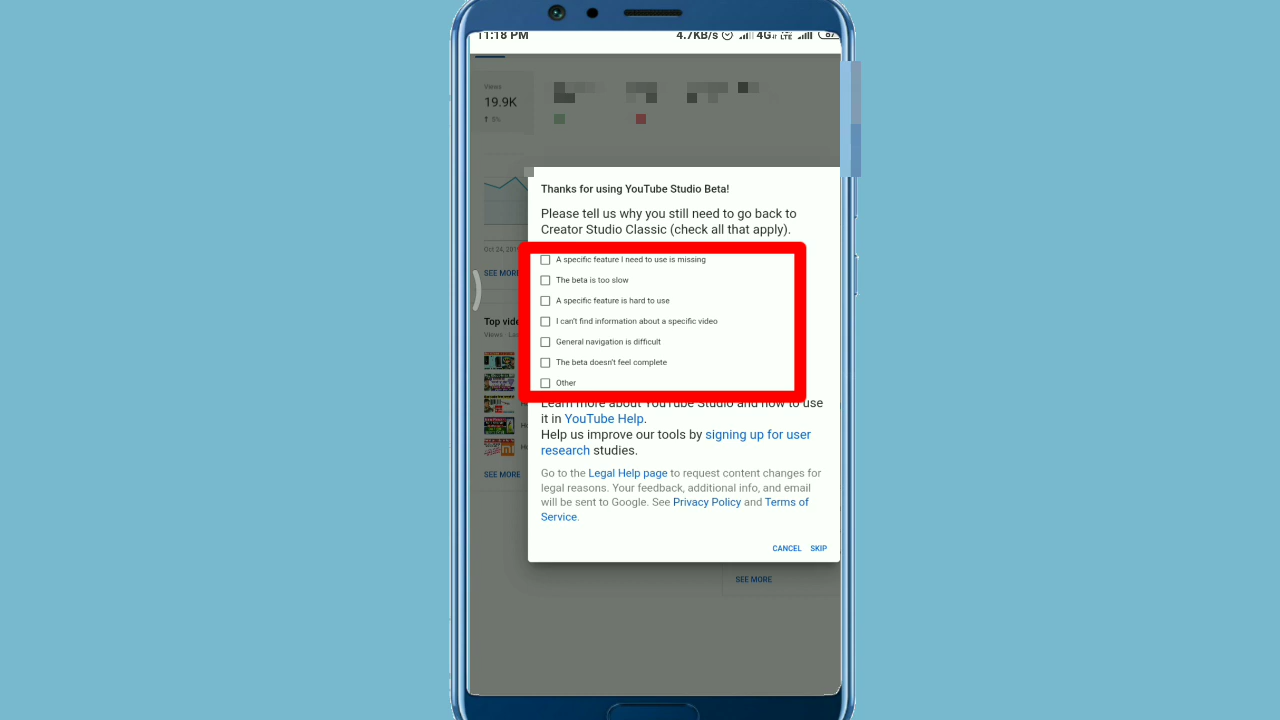 11:18 PM 4.7KB/s 4G LTE 87
Views
19.9K
6%
Thanks for using YouTube Studio Beta!
Please tell us why you still need to go back to
Creator Studio Classic (check all that apply).
A specific feature I need to use is missing
The beta is too slow
A specific feature is hard to use
I can't find information about a specific video
General navigation is difficult
The beta doesn't feel complete
Other
Learn more about YouTube Studio and how to use
it in YouTube Help.
Help us improve our tools by signing up for user
research studies.
Go to the Legal Help page to request content changes for
legal reasons. Your feedback, additional info, and email
will be sent to Google. See Privacy Policy and Terms of
Service.
CANCEL SKIP
Oct 24, 201
SEE MOR
Top vide
Views
SEE MORE
SEE MORE